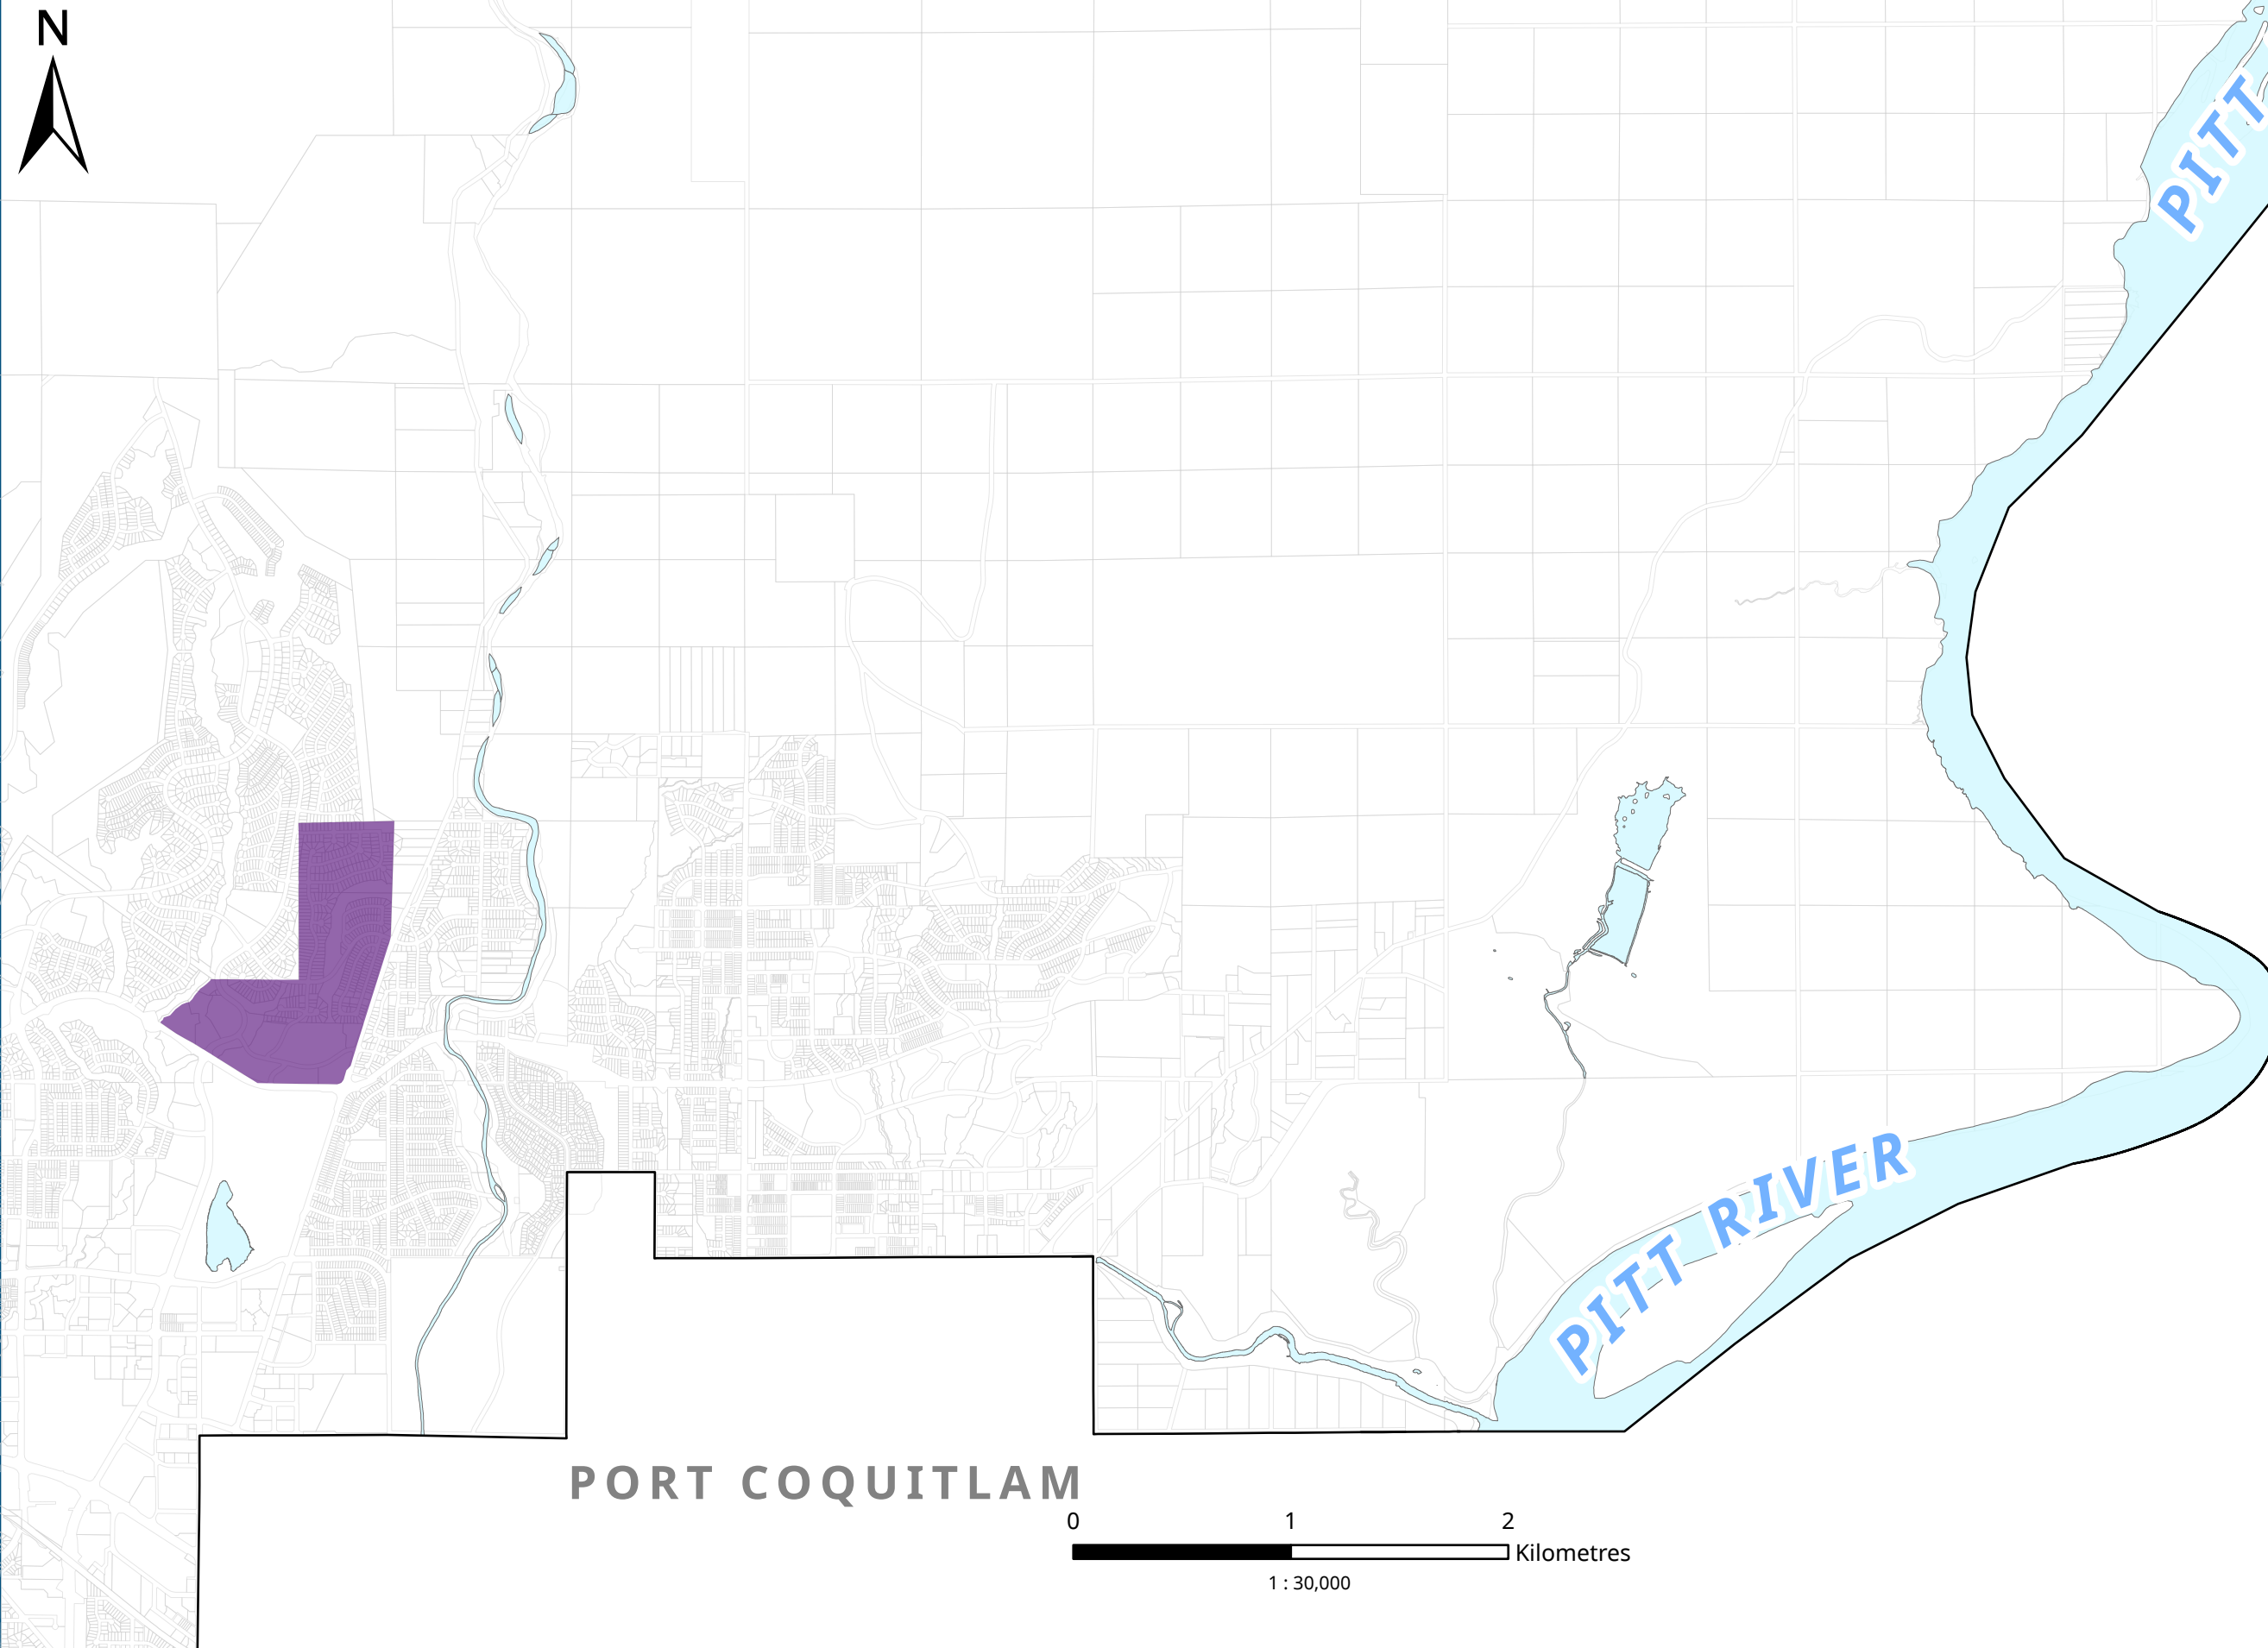 N
PITT
PITT RIVER
PORT COQUITLAM
0 1 2
Kilometres
1 : 30,000